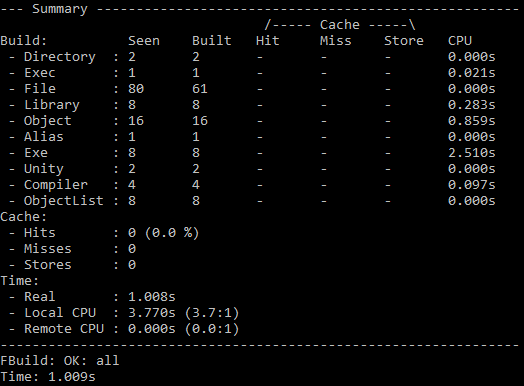 --- Summary -----------------------------------------------------
                                 /----- Cache -----\
Build:          Seen    Built   Hit     Miss    Store   CPU
 - Directory  : 2       2       -       -       -       0.000s
 - Exec       : 1       1       -       -       -       0.021s
 - File       : 80      61      -       -       -       0.000s
 - Library    : 8       8       -       -       -       0.283s
 - Object     : 16      16      -       -       -       0.859s
 - Alias      : 1       1       -       -       -       0.000s
 - Exe        : 8       8       -       -       -       2.510s
 - Unity      : 2       2       -       -       -       0.000s
 - Compiler   : 4       4       -       -       -       0.097s
 - ObjectList : 8       8       -       -       -       0.000s
Cache:
 - Hits       : 0 (0.0 %)
 - Misses     : 0
 - Stores     : 0
Time:
 - Real       : 1.008s
 - Local CPU  : 3.770s (3.7:1)
 - Remote CPU : 0.000s (0.0:1)
-----------------------------------------------------------------
FBuild: OK: all
Time: 1.009s